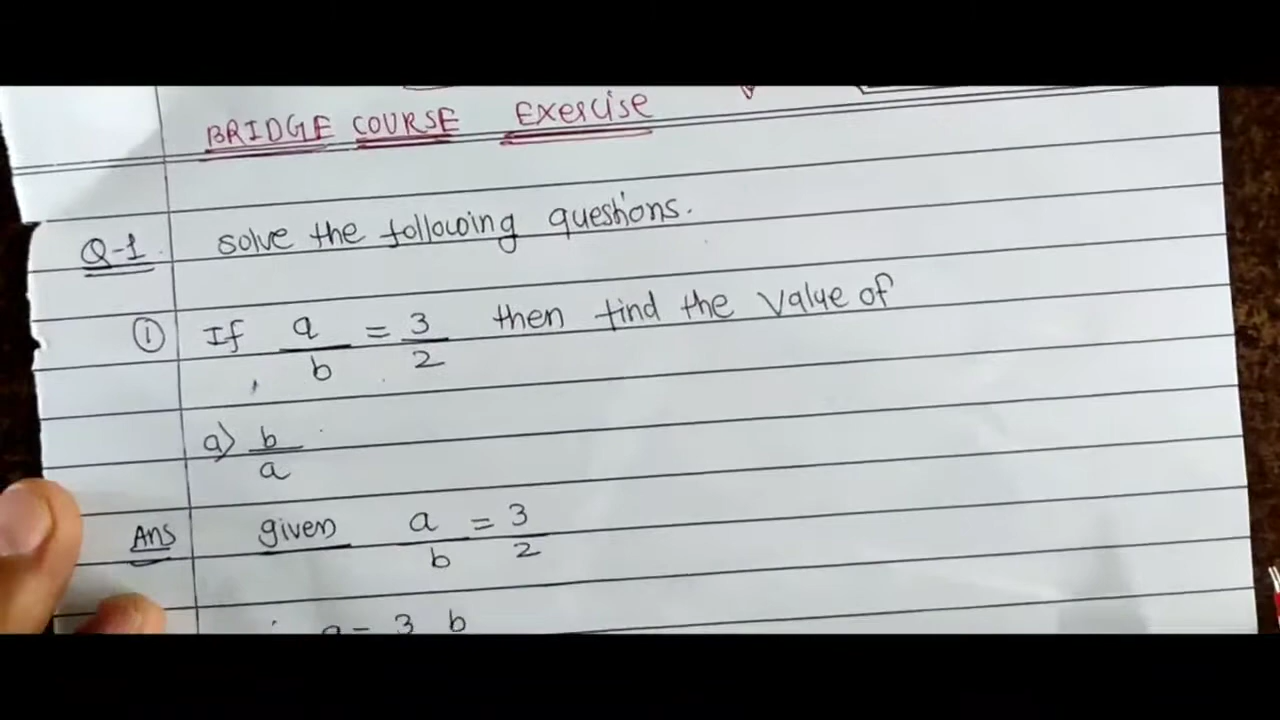 BRIDGE COURSE Exercise
Q-1 solve the following questions.
① If a/b = 3/2 then find the value of
a) b/a
Ans given a/b = 3/2
a = 3 b